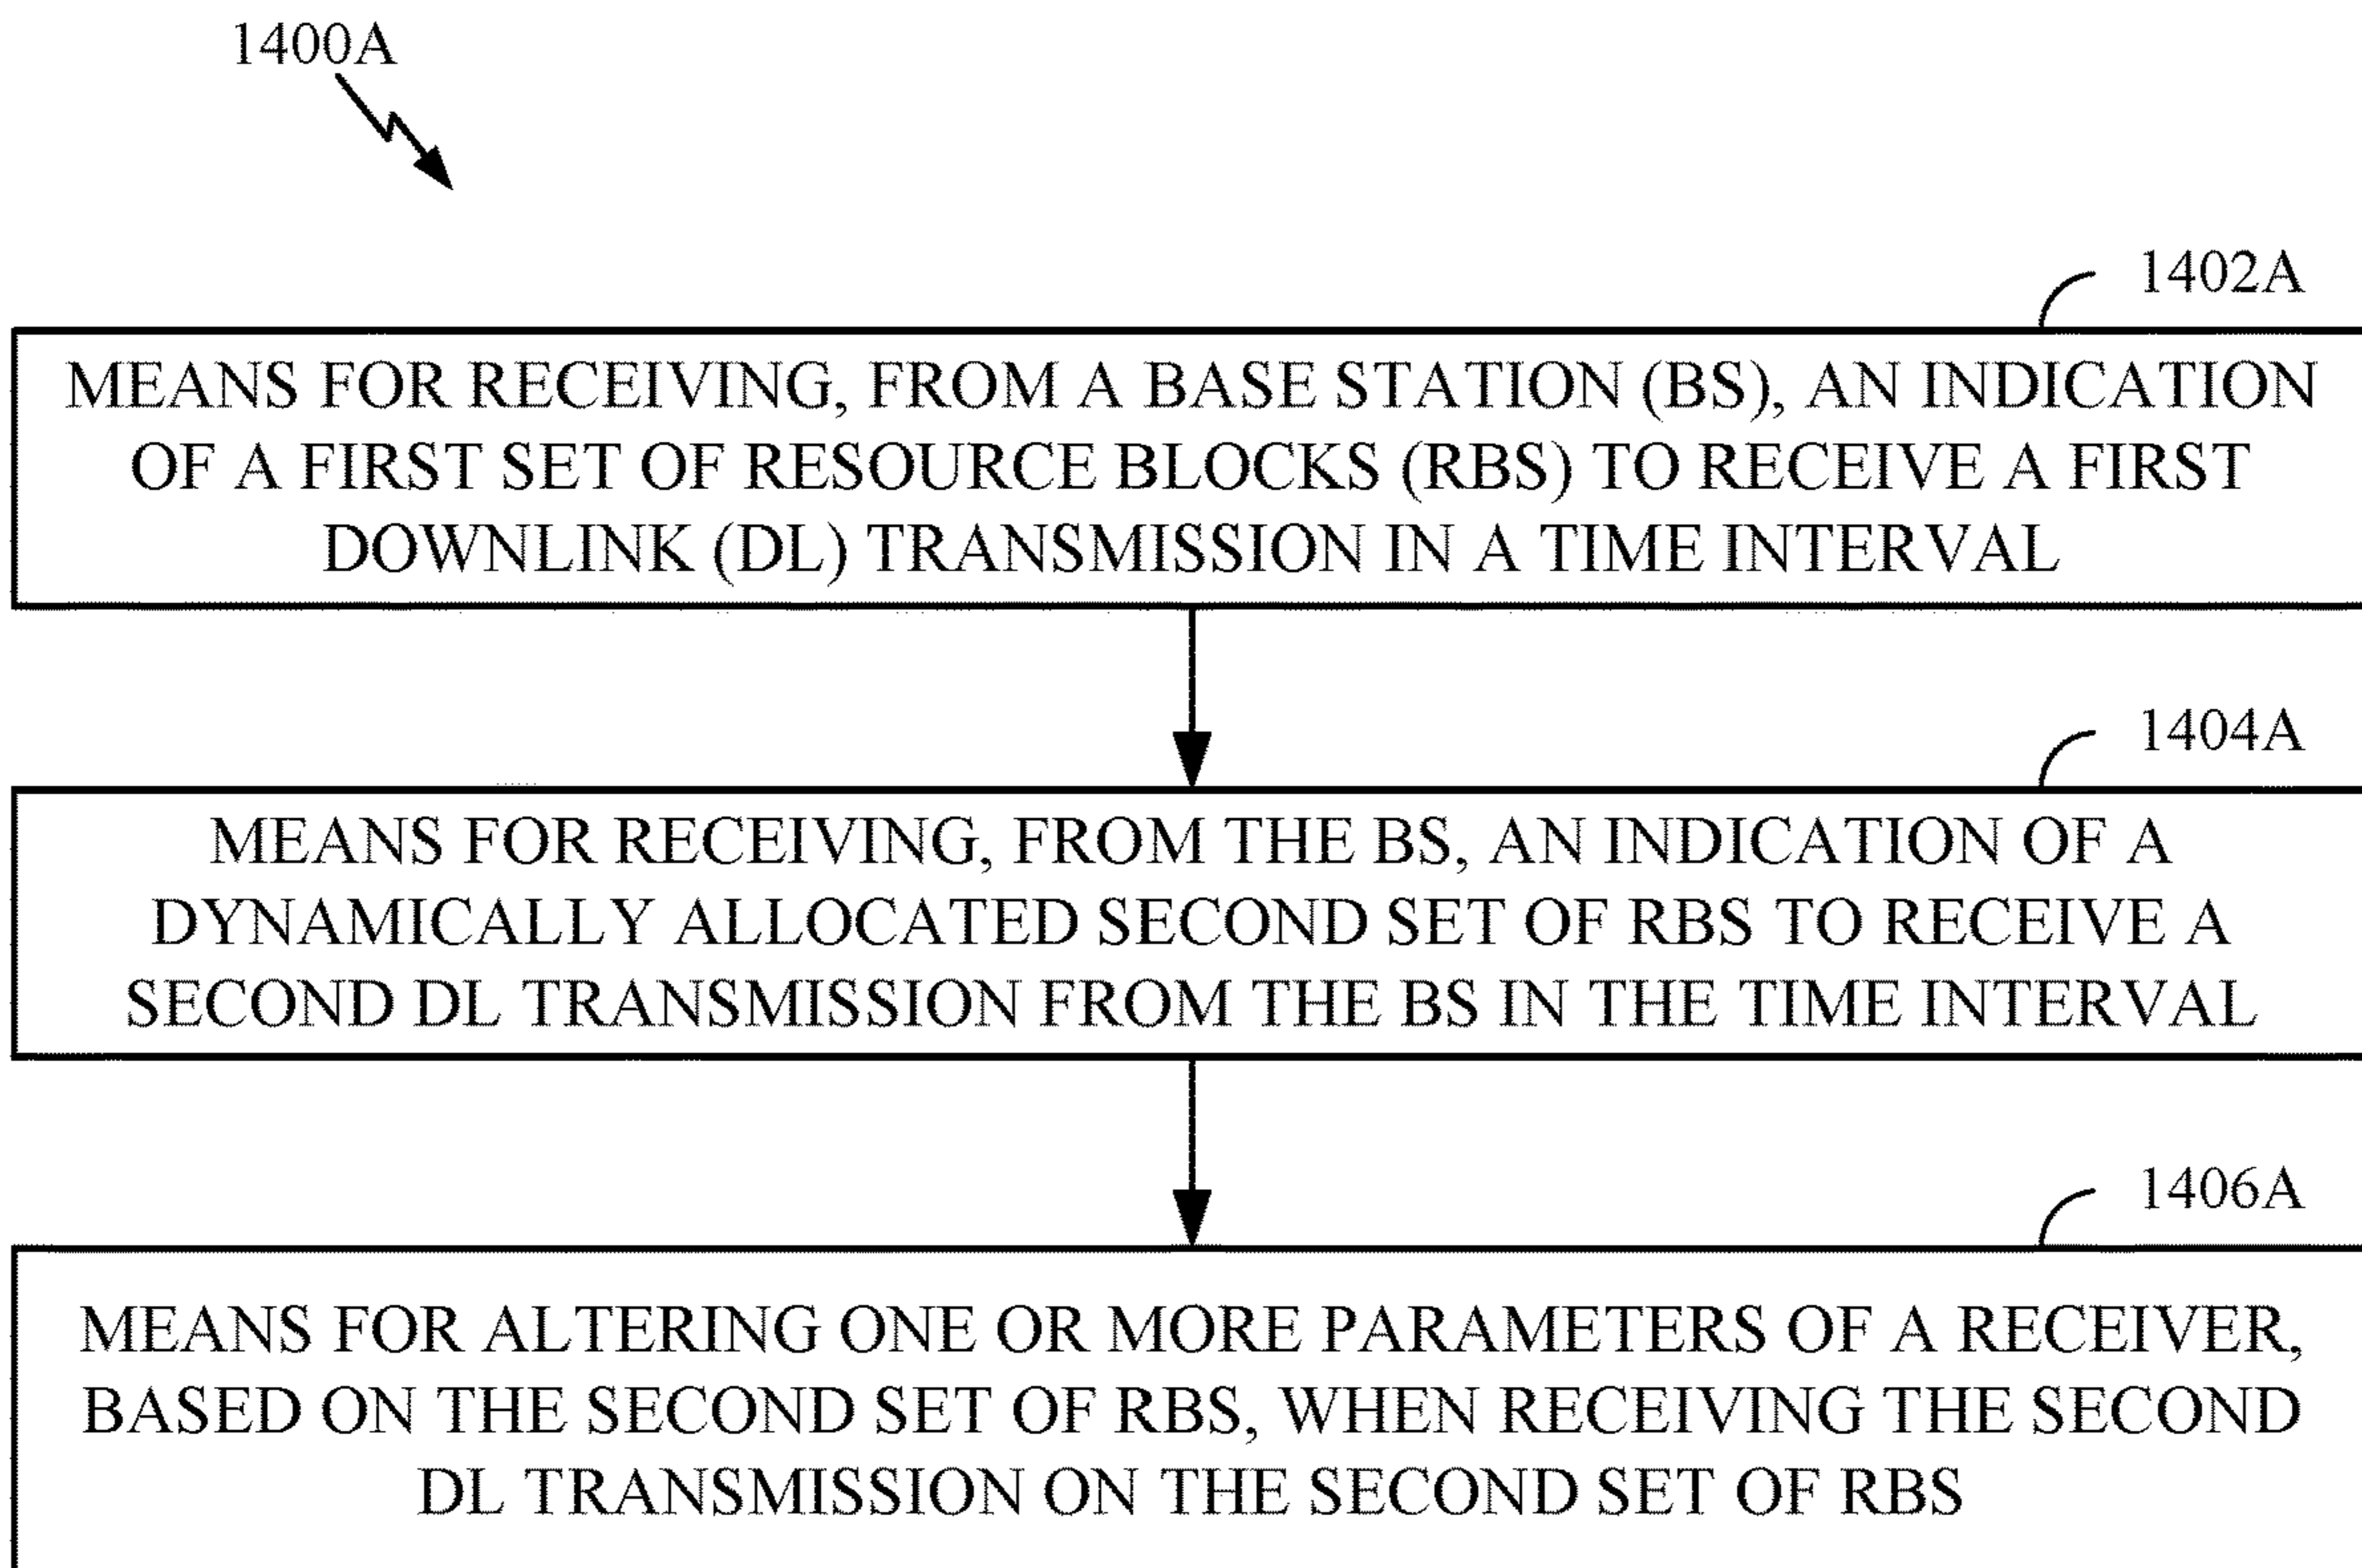 1400A
1402A
MEANS FOR RECEIVING, FROM A BASE STATION (BS), AN INDICATION
OF A FIRST SET OF RESOURCE BLOCKS (RBS) TO RECEIVE A FIRST
DOWNLINK (DL) TRANSMISSION IN A TIME INTERVAL
1404A
MEANS FOR RECEIVING, FROM THE BS, AN INDICATION OF A
DYNAMICALLY ALLOCATED SECOND SET OF RBS TO RECEIVE A
SECOND DL TRANSMISSION FROM THE BS IN THE TIME INTERVAL
1406A
MEANS FOR ALTERING ONE OR MORE PARAMETERS OF A RECEIVER,
BASED ON THE SECOND SET OF RBS, WHEN RECEIVING THE SECOND
DL TRANSMISSION ON THE SECOND SET OF RBS